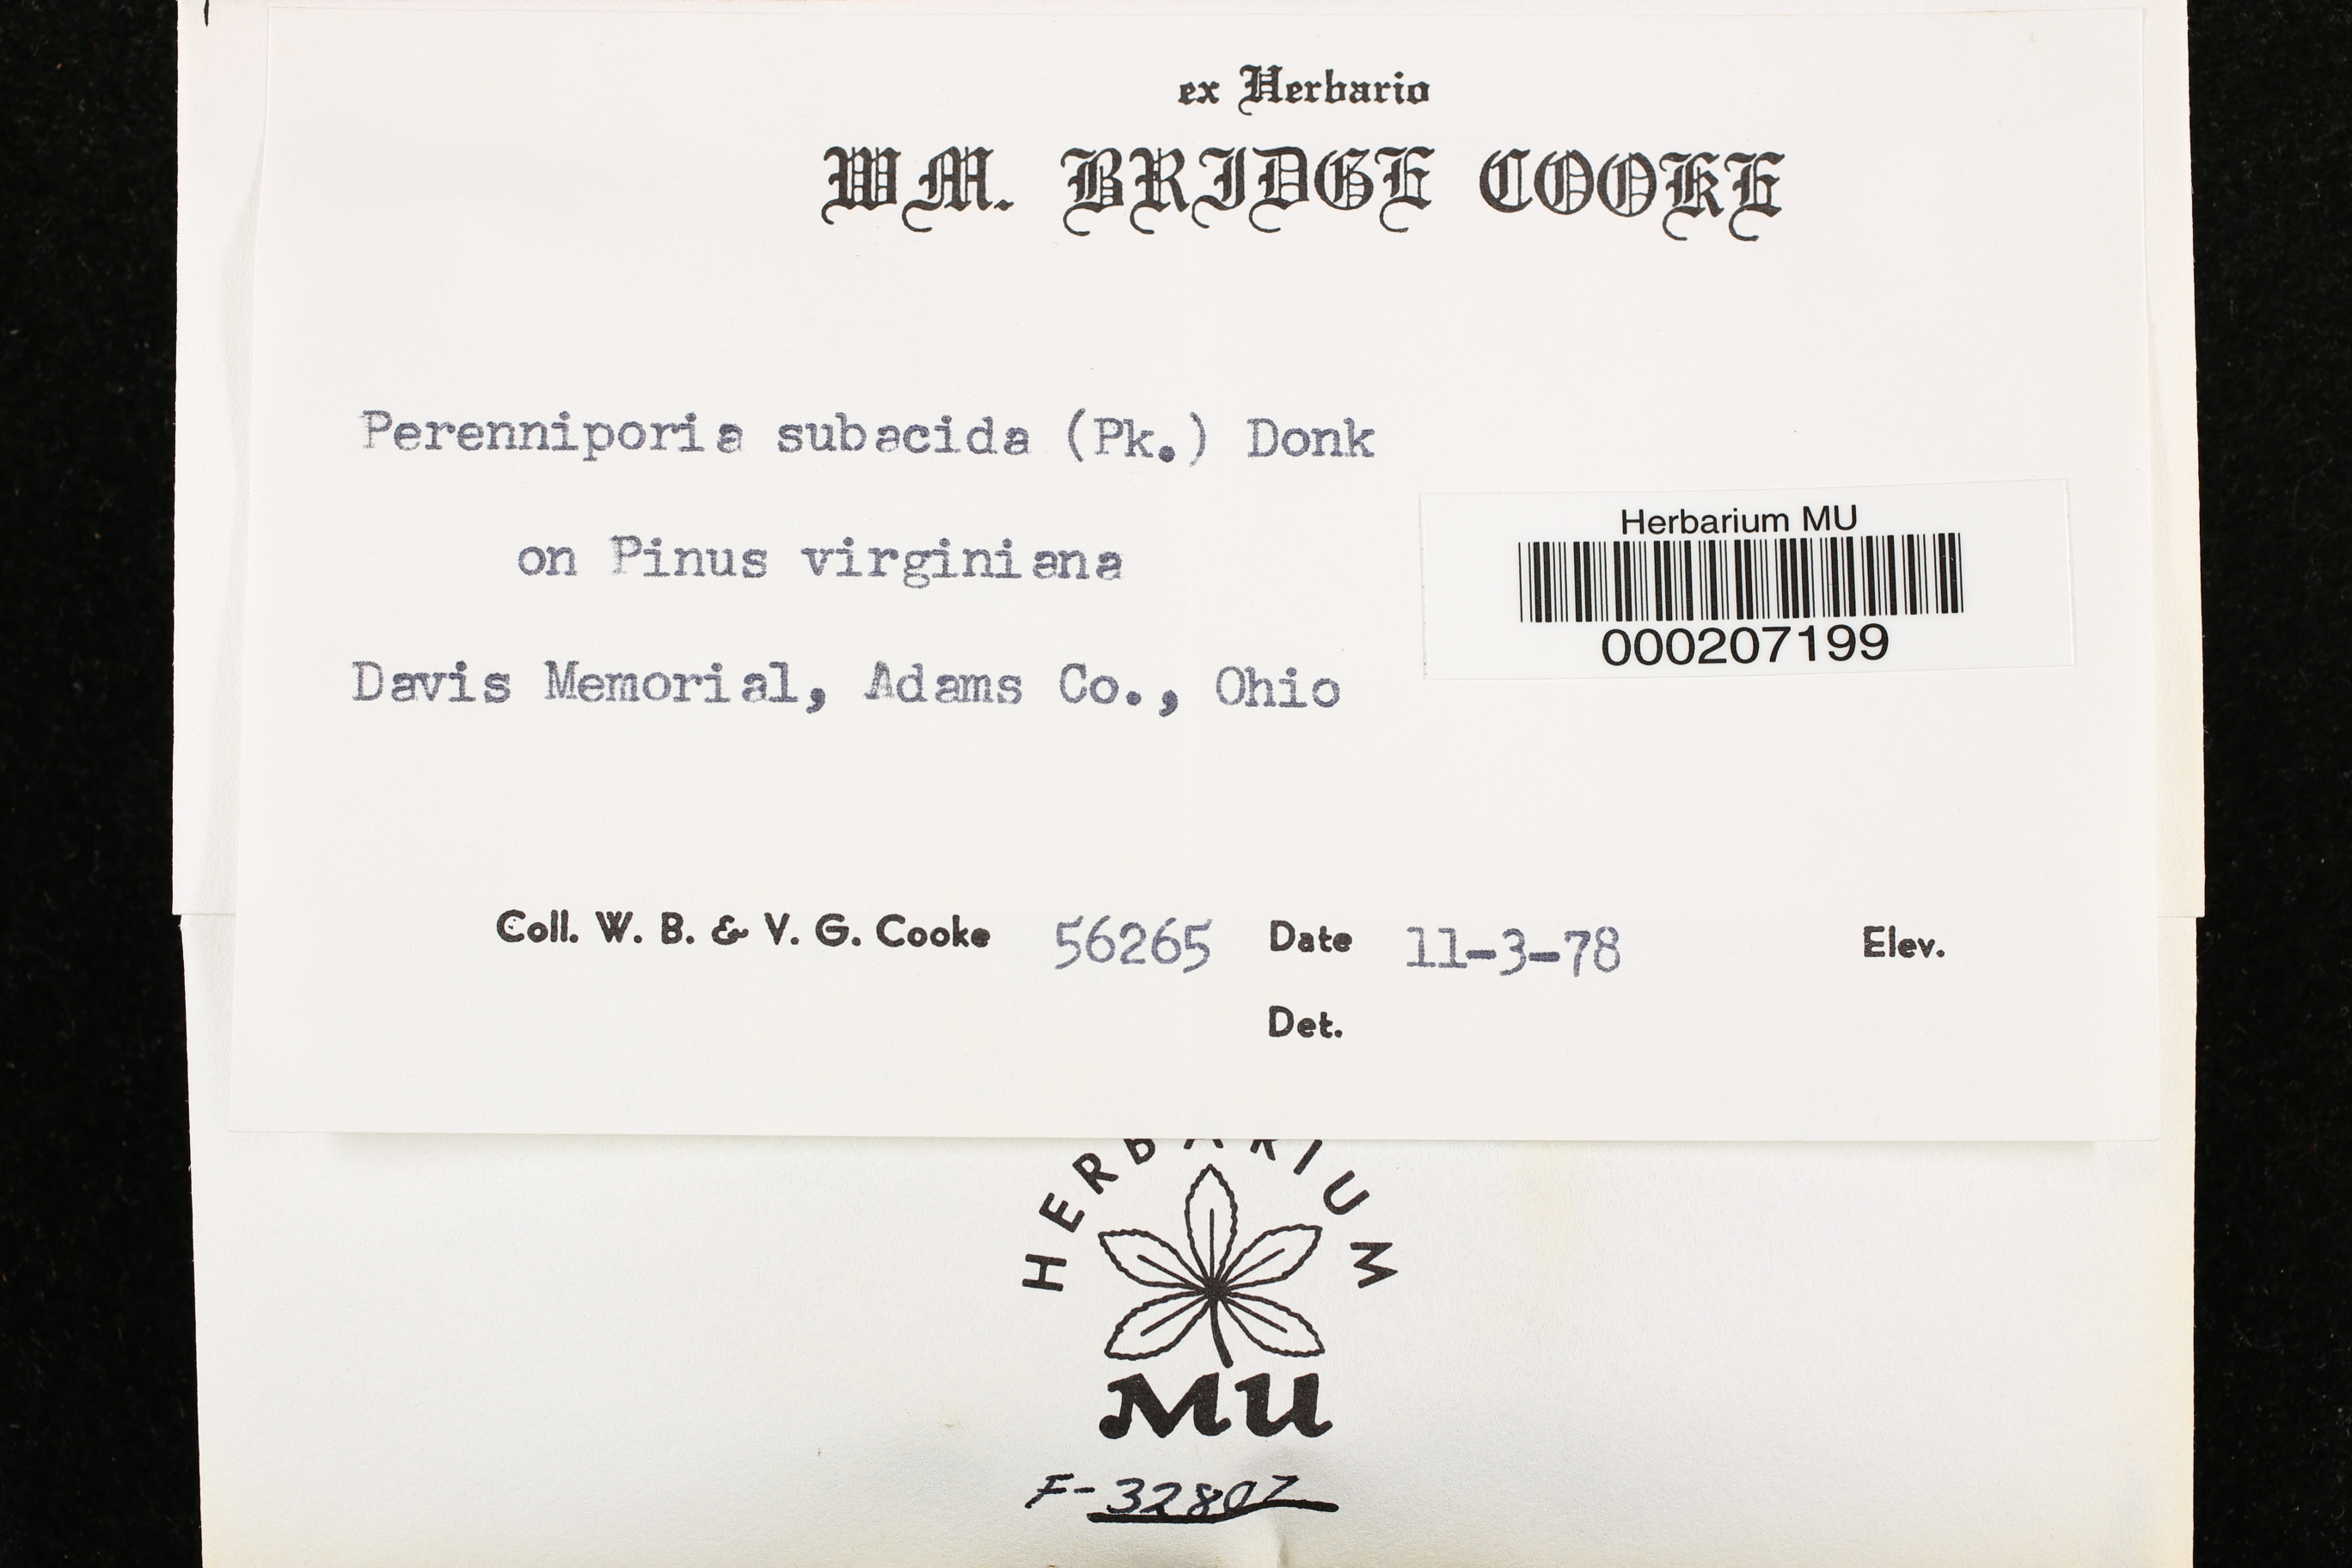 ex Herbario
WM. BRIDGE COOKE
Perenniporia subacida (Pk.) Donk
on Pinus virginiana
Herbarium MU
000207199
Davis Memorial, Adams Co., Ohio
Coll. W. B. & V. G. Cooke 56265 Date 11-3-78 Elev.
Det.
HERBARIUM
MU
F-32807